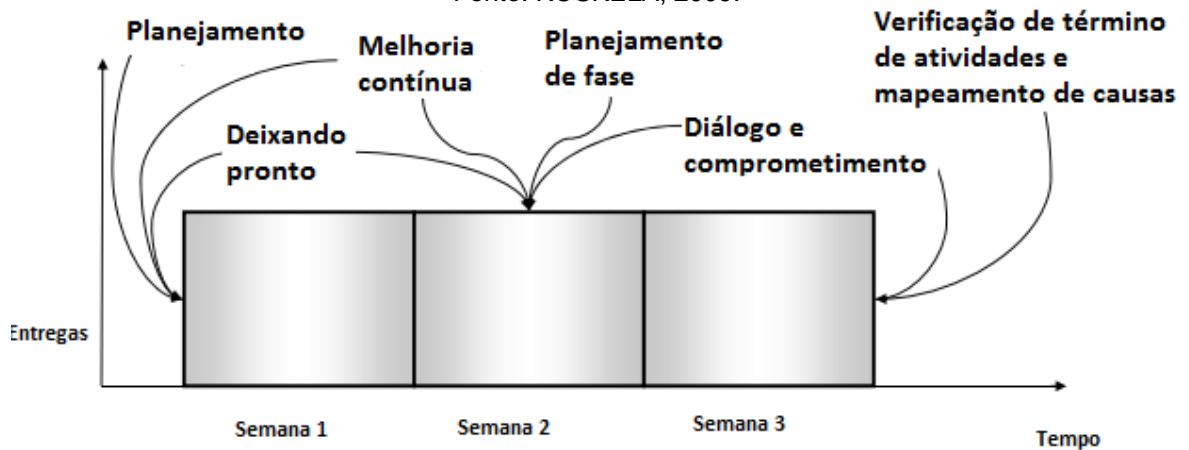 Planejamento
Melhoria
contínua
Planejamento
de fase
Verificação de término
de atividades e
mapeamento de causas
Deixando
pronto
Diálogo e
comprometimento
Entregas
Semana 1
Semana 2
Semana 3
Tempo